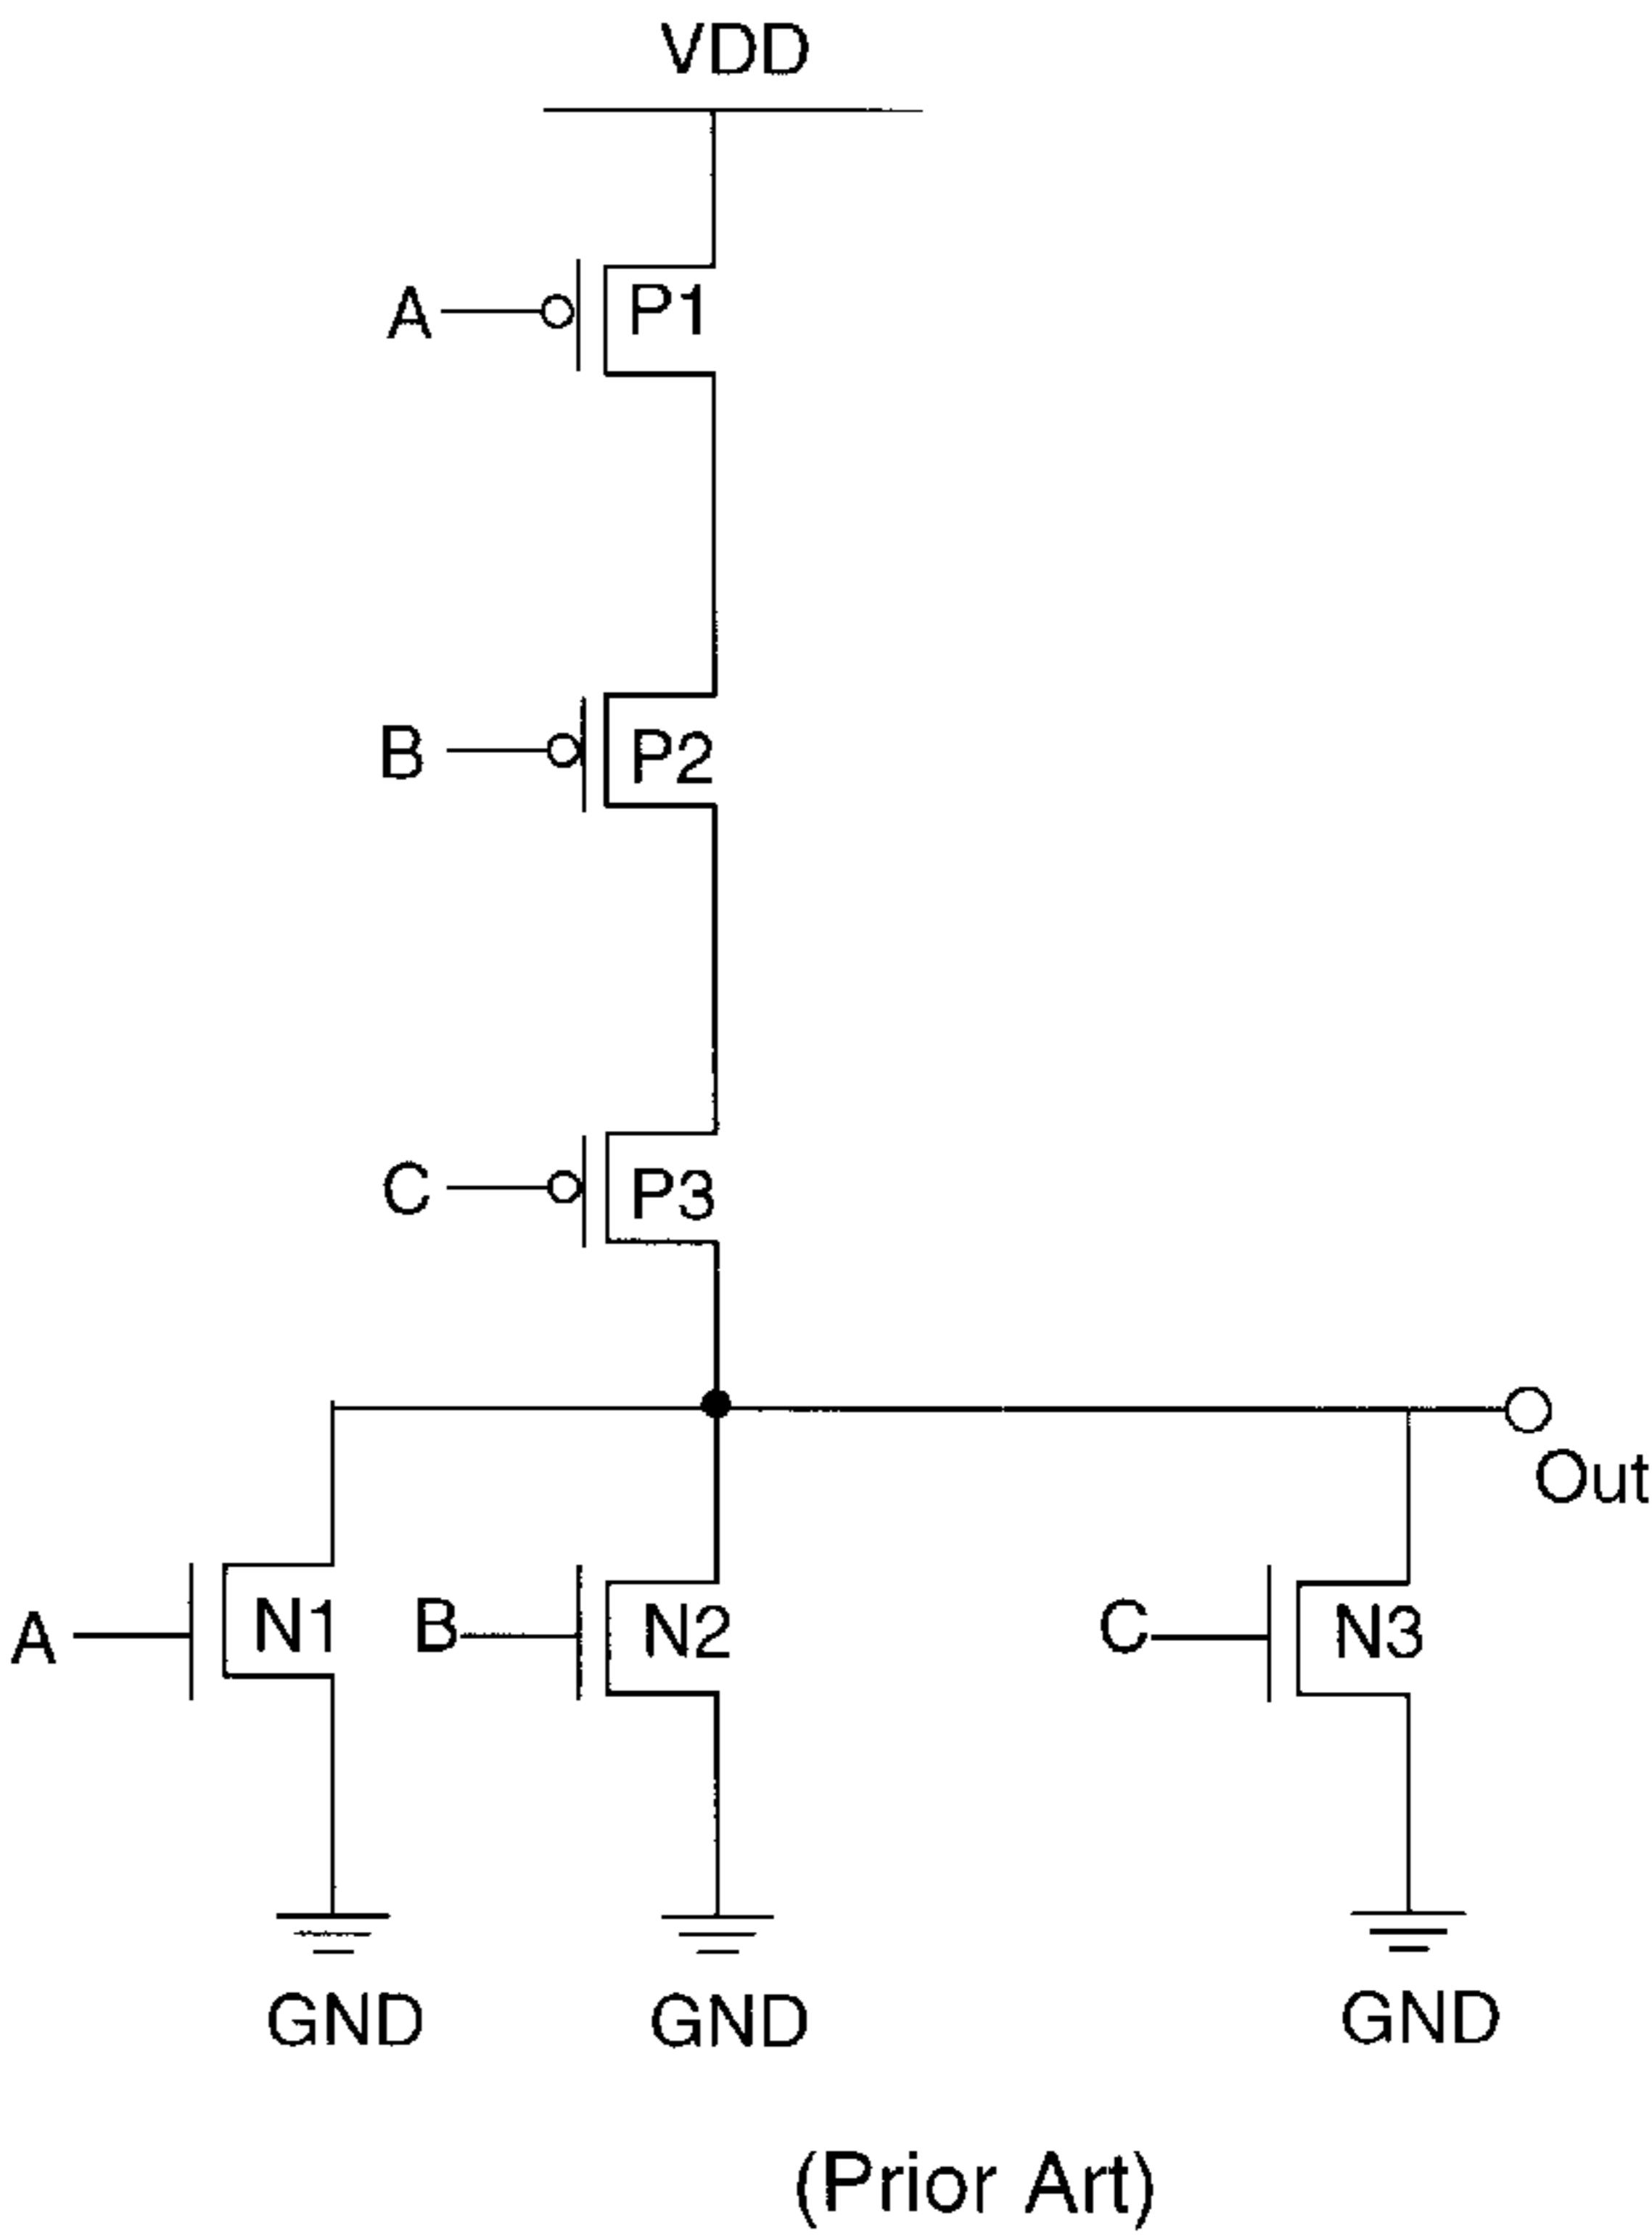 VDD
A P1
B P2
C P3
Out
A N1 B N2 C N3
GND GND GND
(Prior Art)